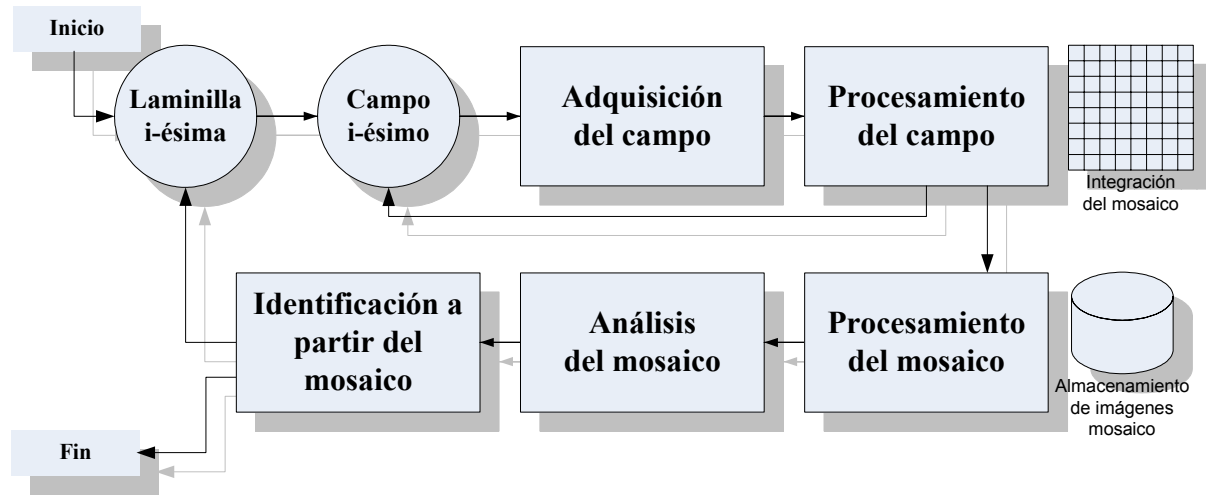 Inicio
Laminilla
i-ésima
Campo
i-ésimo
Adquisición
del campo
Procesamiento
del campo
Integración
del mosaico
Identificación a
partir del
mosaico
Análisis
del mosaico
Procesamiento
del mosaico
Almacenamiento
de imágenes
mosaico
Fin